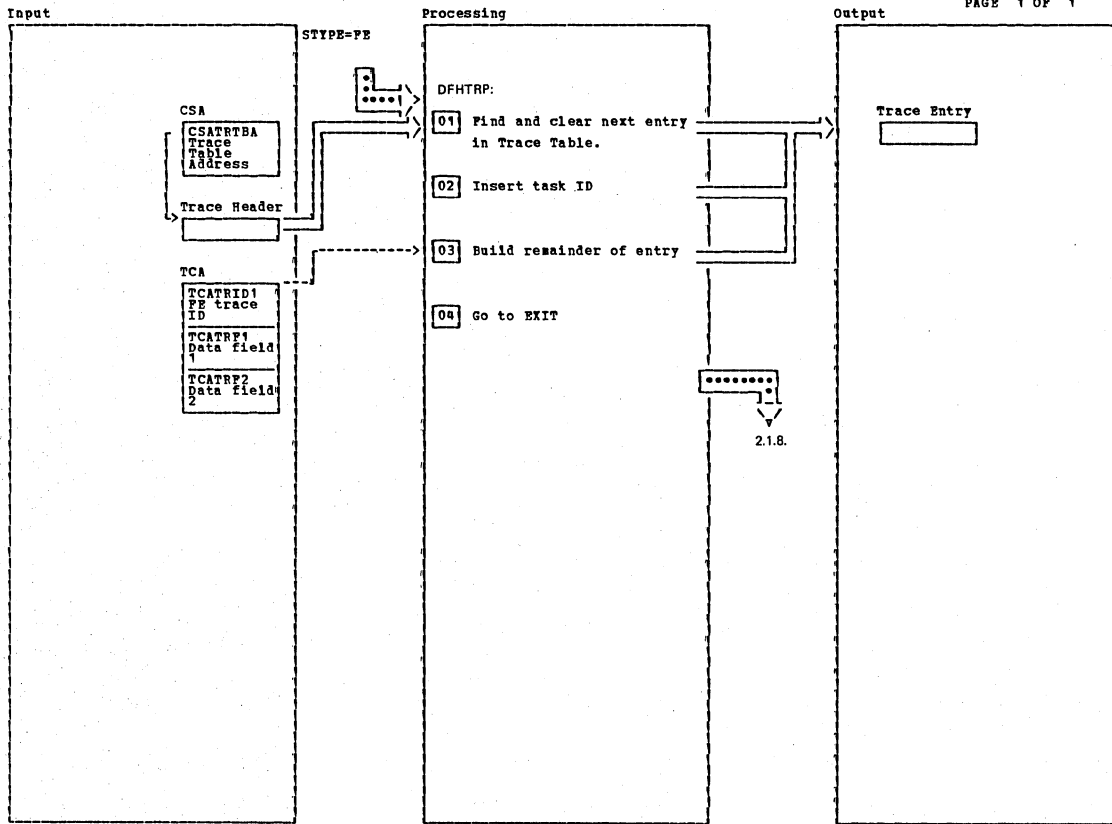 PAGE 1 OF 1
Input
Processing
Output
STYPE=FE
DFHTRP:
CSA
CSATRTBA
Trace
Table
Address
Trace Header
TCA
TCATRID1
FE trace
ID
TCATRF1
Data field
1
TCATRF2
Data field
2
01 Find and clear next entry
in Trace Table.
02 Insert task ID
03 Build remainder of entry
04 Go to EXIT
2.1.8.
Trace Entry